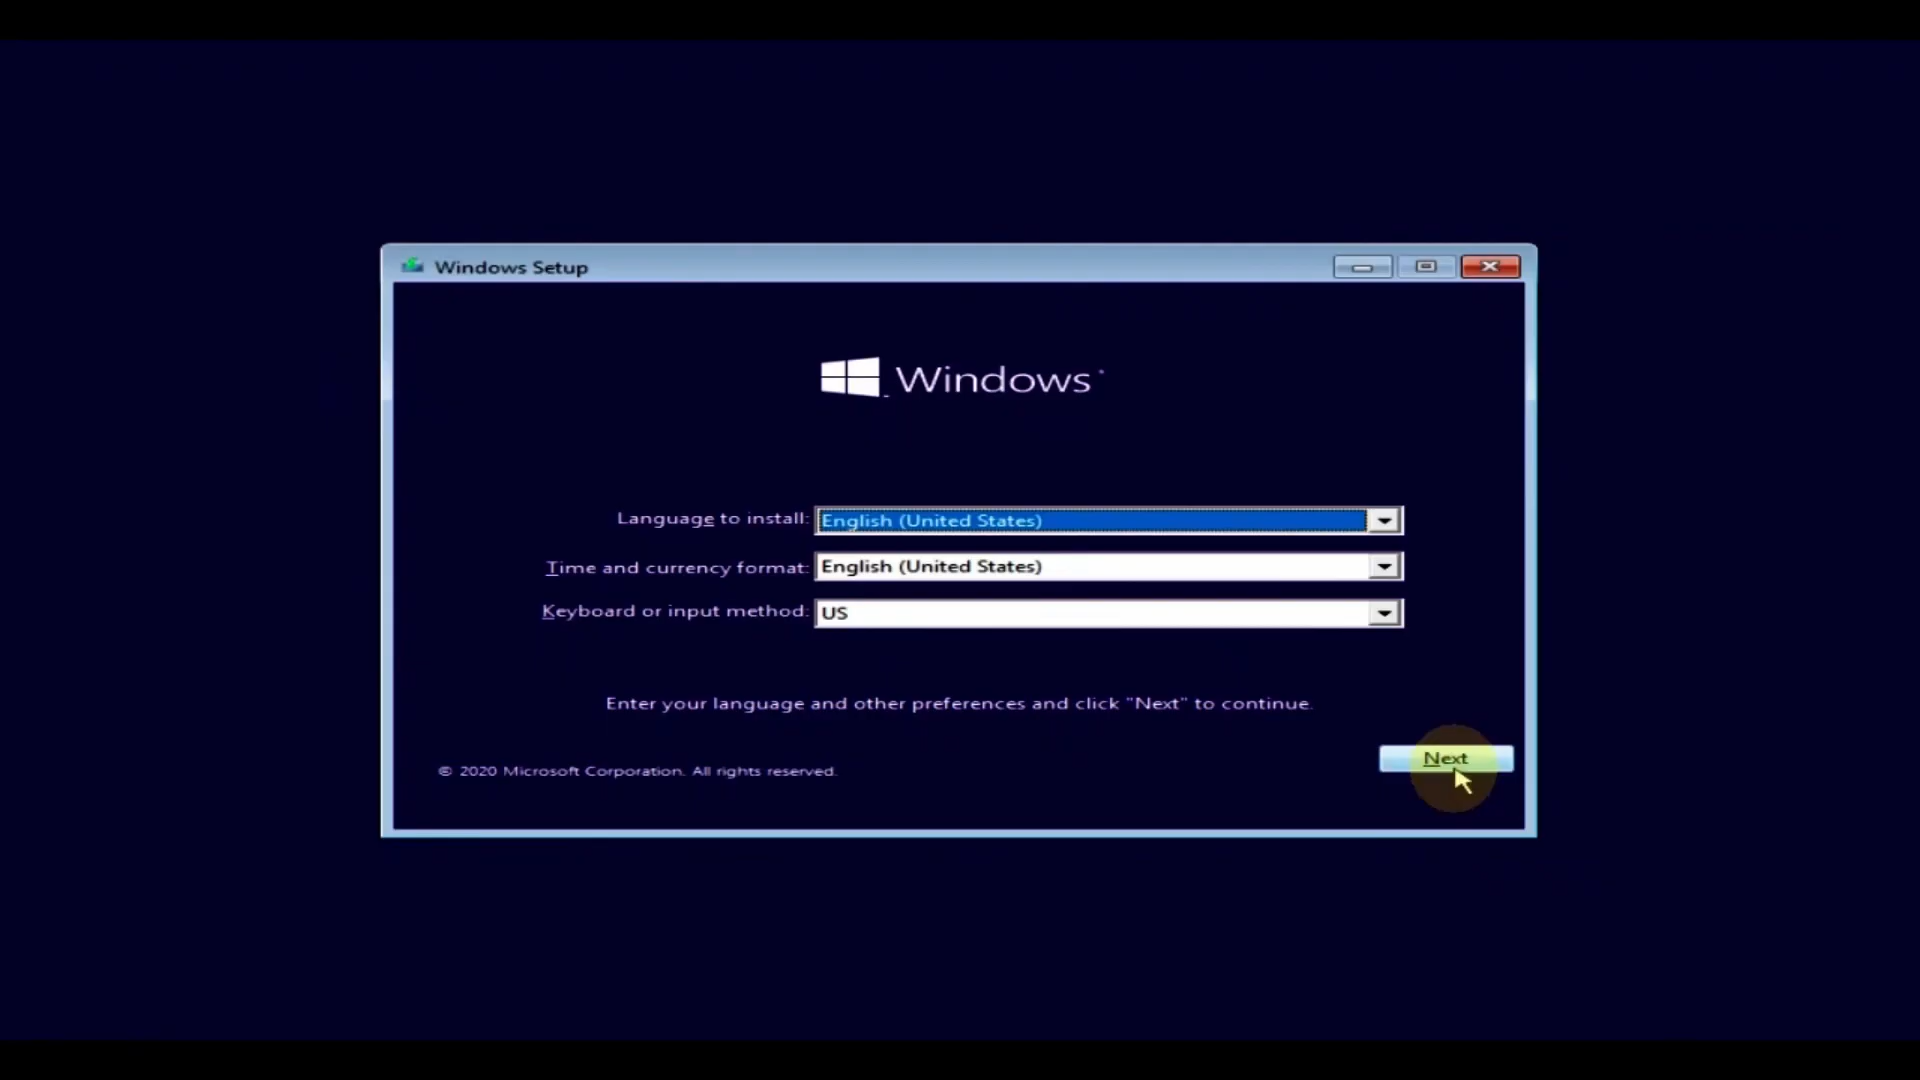 Windows Setup
Windows
Language to install: English (United States)
Time and currency format: English (United States)
Keyboard or input method: US
Enter your language and other preferences and click "Next" to continue.
Next
© 2020 Microsoft Corporation. All rights reserved.